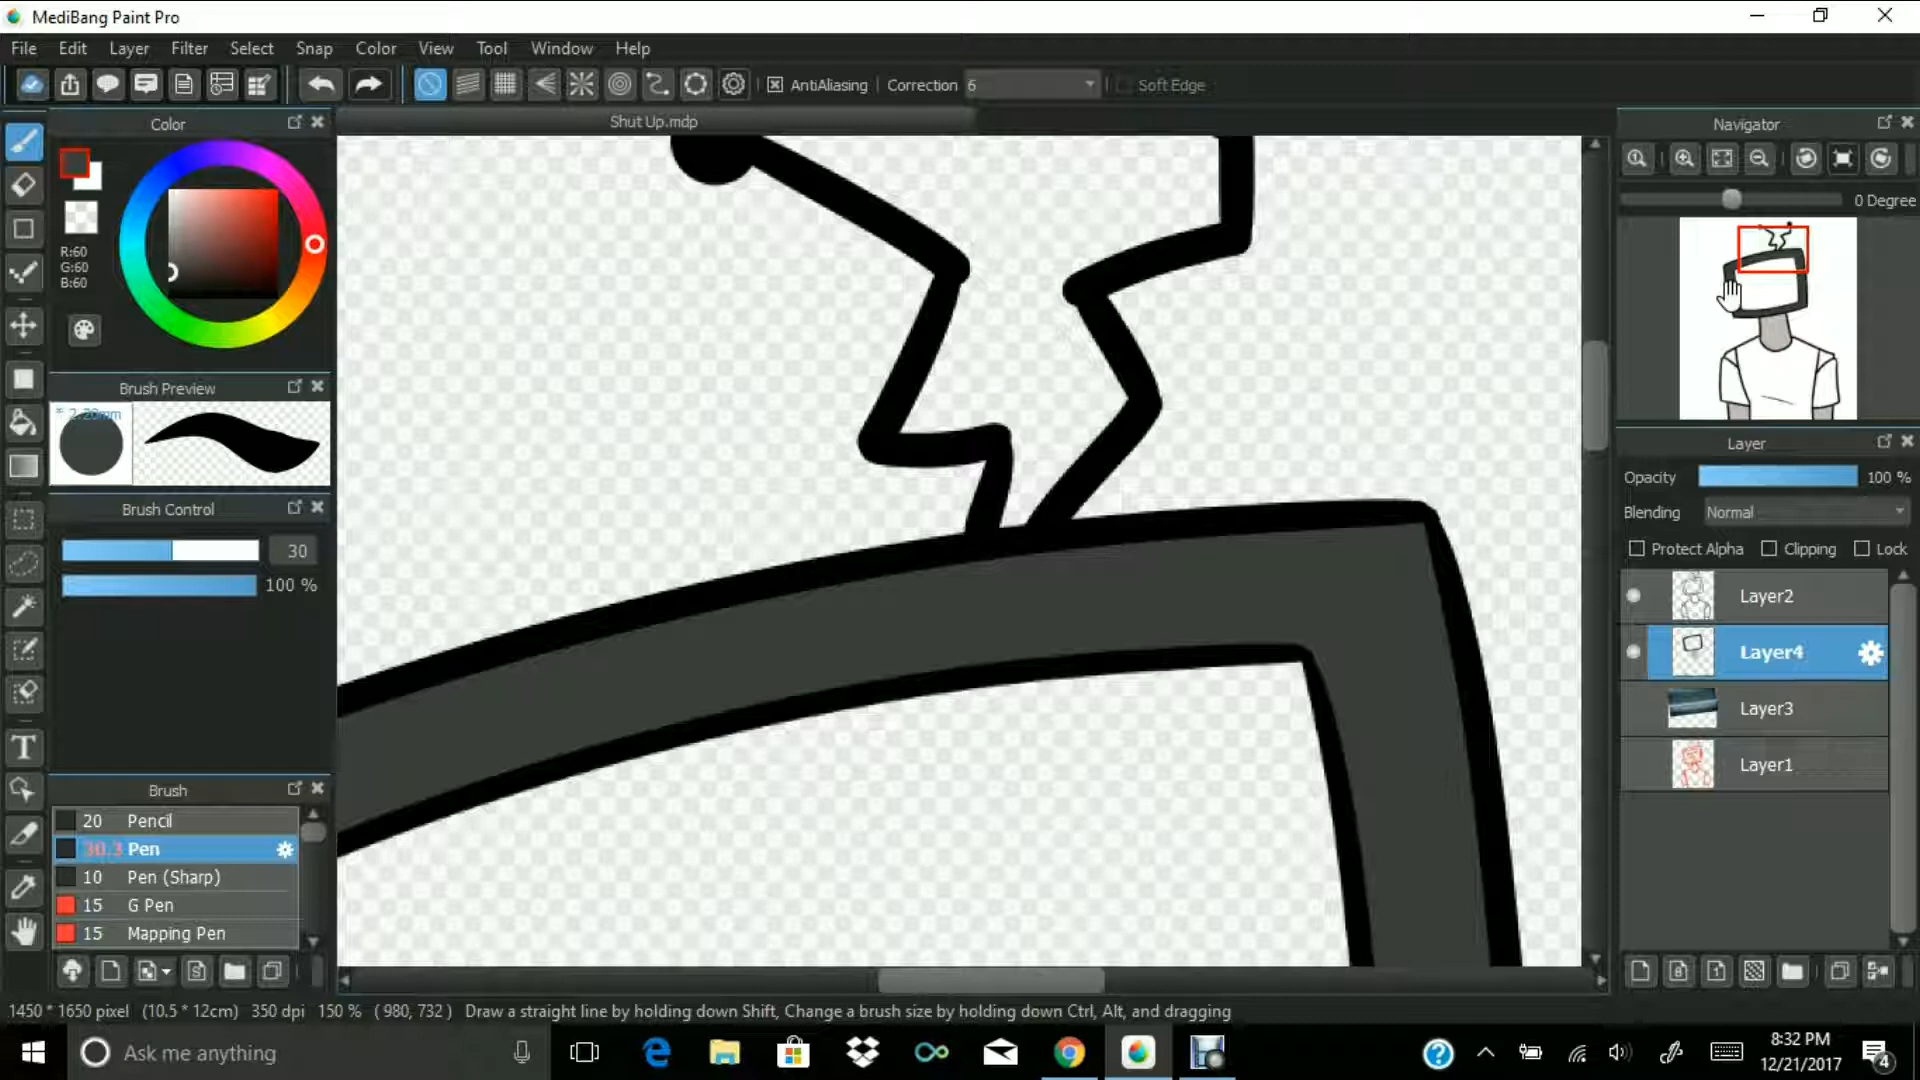 MediBang Paint Pro
File Edit Layer Filter Select Snap Color View Tool Window Help
AntiAliasing Correction 6 Soft Edge
Color
Shut Up.mdp
Navigator
0 Degree
R:60
G:60
B:60
Brush Preview
* 2.20mm
Brush Control
30
100 %
Brush
20 Pencil
30.3 Pen
10 Pen (Sharp)
15 G Pen
15 Mapping Pen
Layer
Opacity 100 %
Blending Normal
Protect Alpha Clipping Lock
Layer2
Layer4
Layer3
Layer1
1450 * 1650 pixel (10.5 * 12cm) 350 dpi 150 % ( 980, 732 ) Draw a straight line by holding down Shift, Change a brush size by holding down Ctrl, Alt, and dragging
Ask me anything
8:32 PM
12/21/2017
4